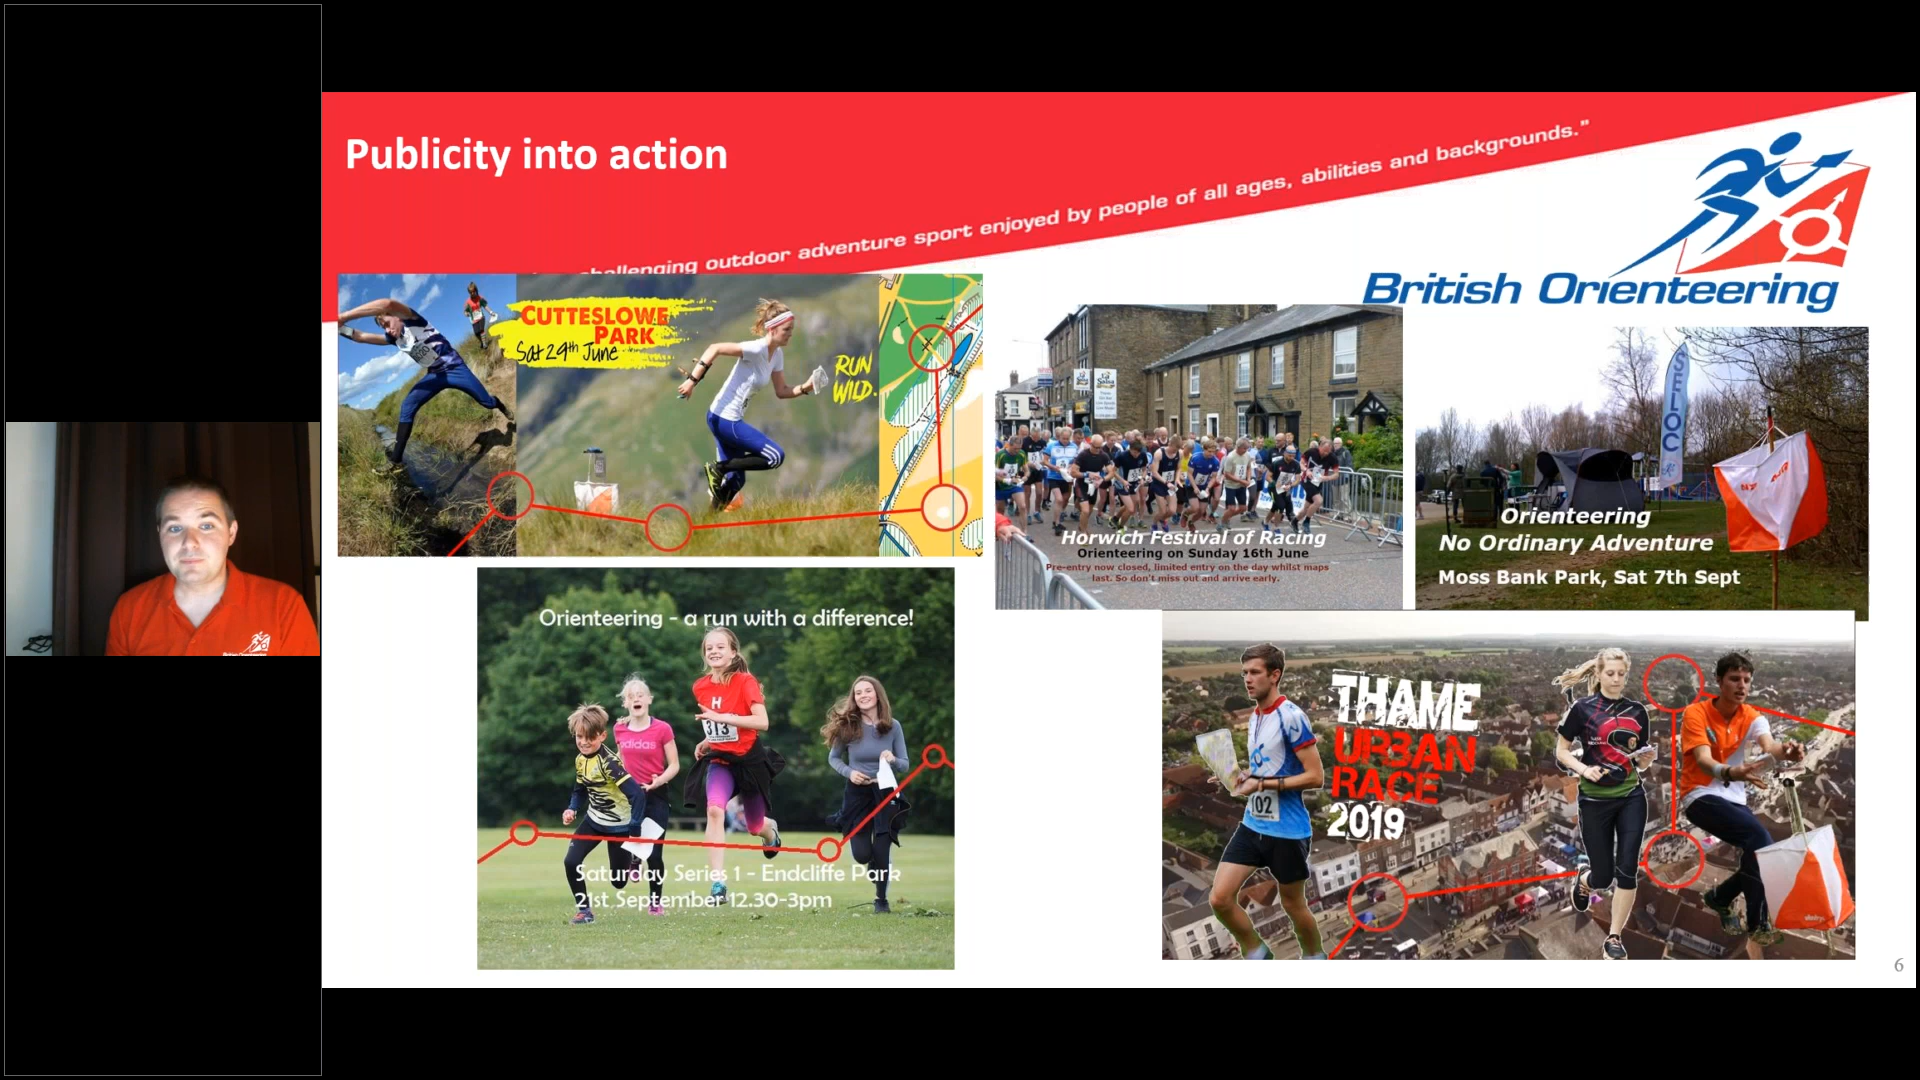 Publicity into action
challenging outdoor adventure sport enjoyed by people of all ages, abilities and backgrounds."
British Orienteering
CUTTESLOWE
PARK
Sat 29th June
RUN
WILD.
Horwich Festival of Racing
Orienteering on Sunday 16th June
Pre-entry now closed, limited entry on the day whilst maps
last. So don't miss out and arrive early.
SELOC
Orienteering
No Ordinary Adventure
Moss Bank Park, Sat 7th Sept
Orienteering - a run with a difference!
adidas
H
313
Saturday Series 1 - Endcliffe Park
21st September 12.30-3pm
THAME
URBAN
RACE
2019
102
British Orienteering
6